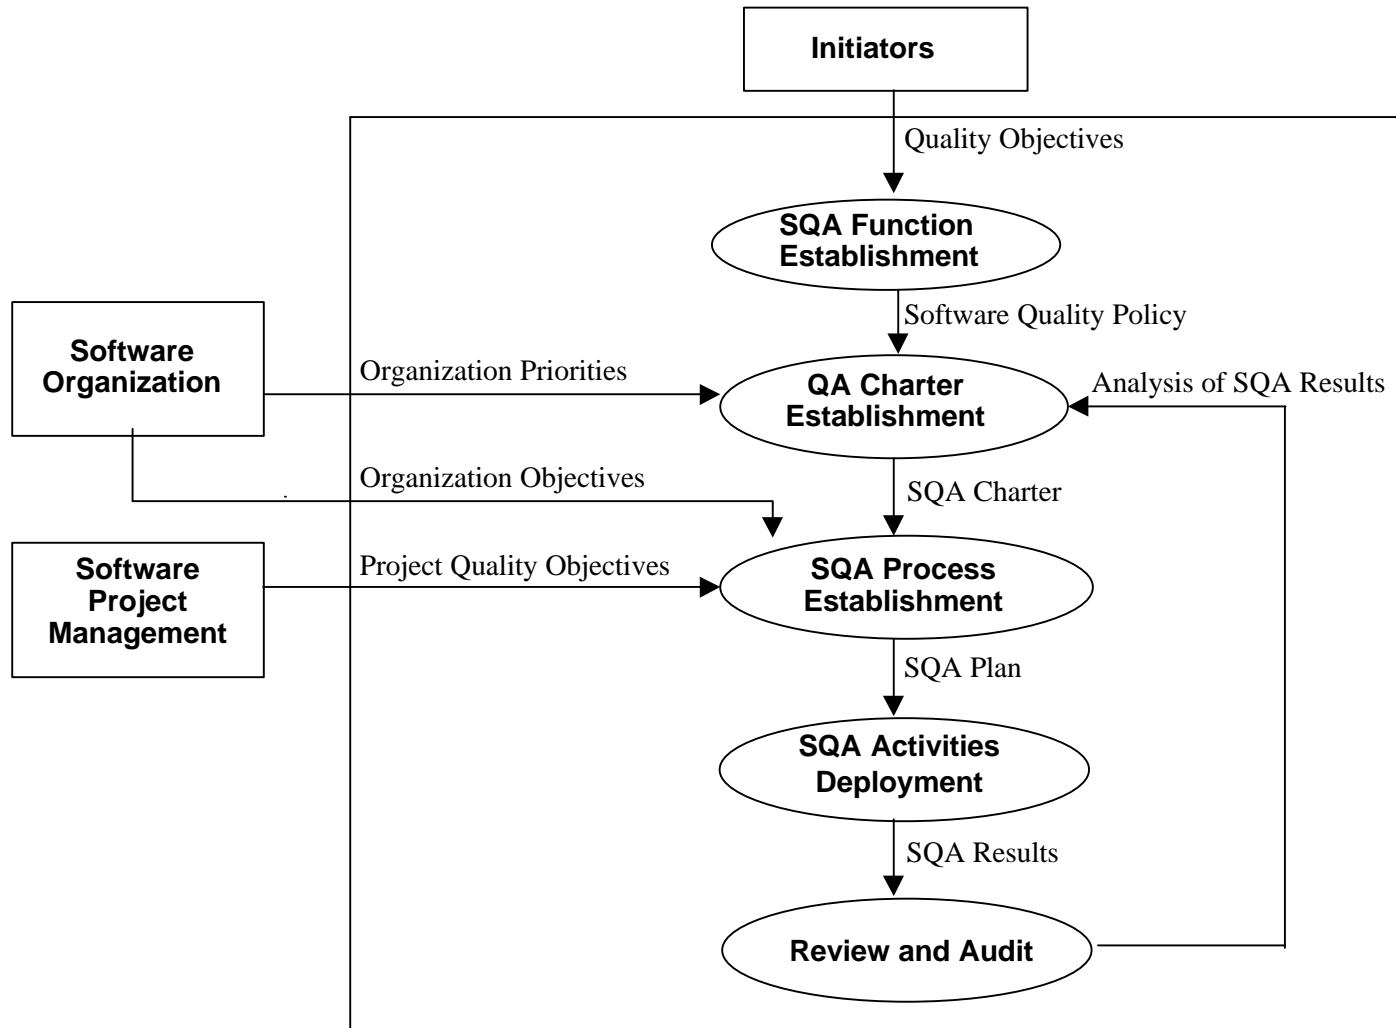 Initiators
Quality Objectives
SQA Function
Establishment
Software Quality Policy
Software
Organization
Organization Priorities
QA Charter
Establishment
Analysis of SQA Results
Organization Objectives
SQA Charter
Software
Project
Management
Project Quality Objectives
SQA Process
Establishment
SQA Plan
SQA Activities
Deployment
SQA Results
Review and Audit